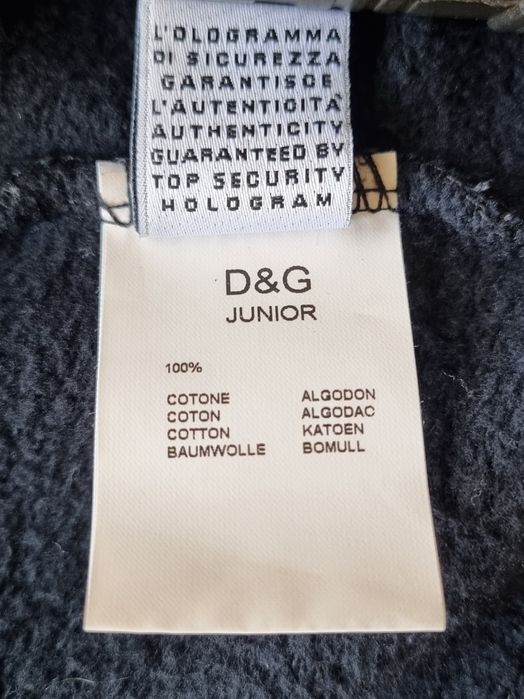 L'OLOGRAMMA
DI SICUREZZA
GARANTISCE
L'AUTENTICITÀ
AUTHENTICITY
GUARANTEED BY
TOP SECURITY
HOLOGRAM
D&G
JUNIOR
100%
COTONE ALGODON
COTON ALGODAO
COTTON KATOEN
BAUMWOLLE BOMULL